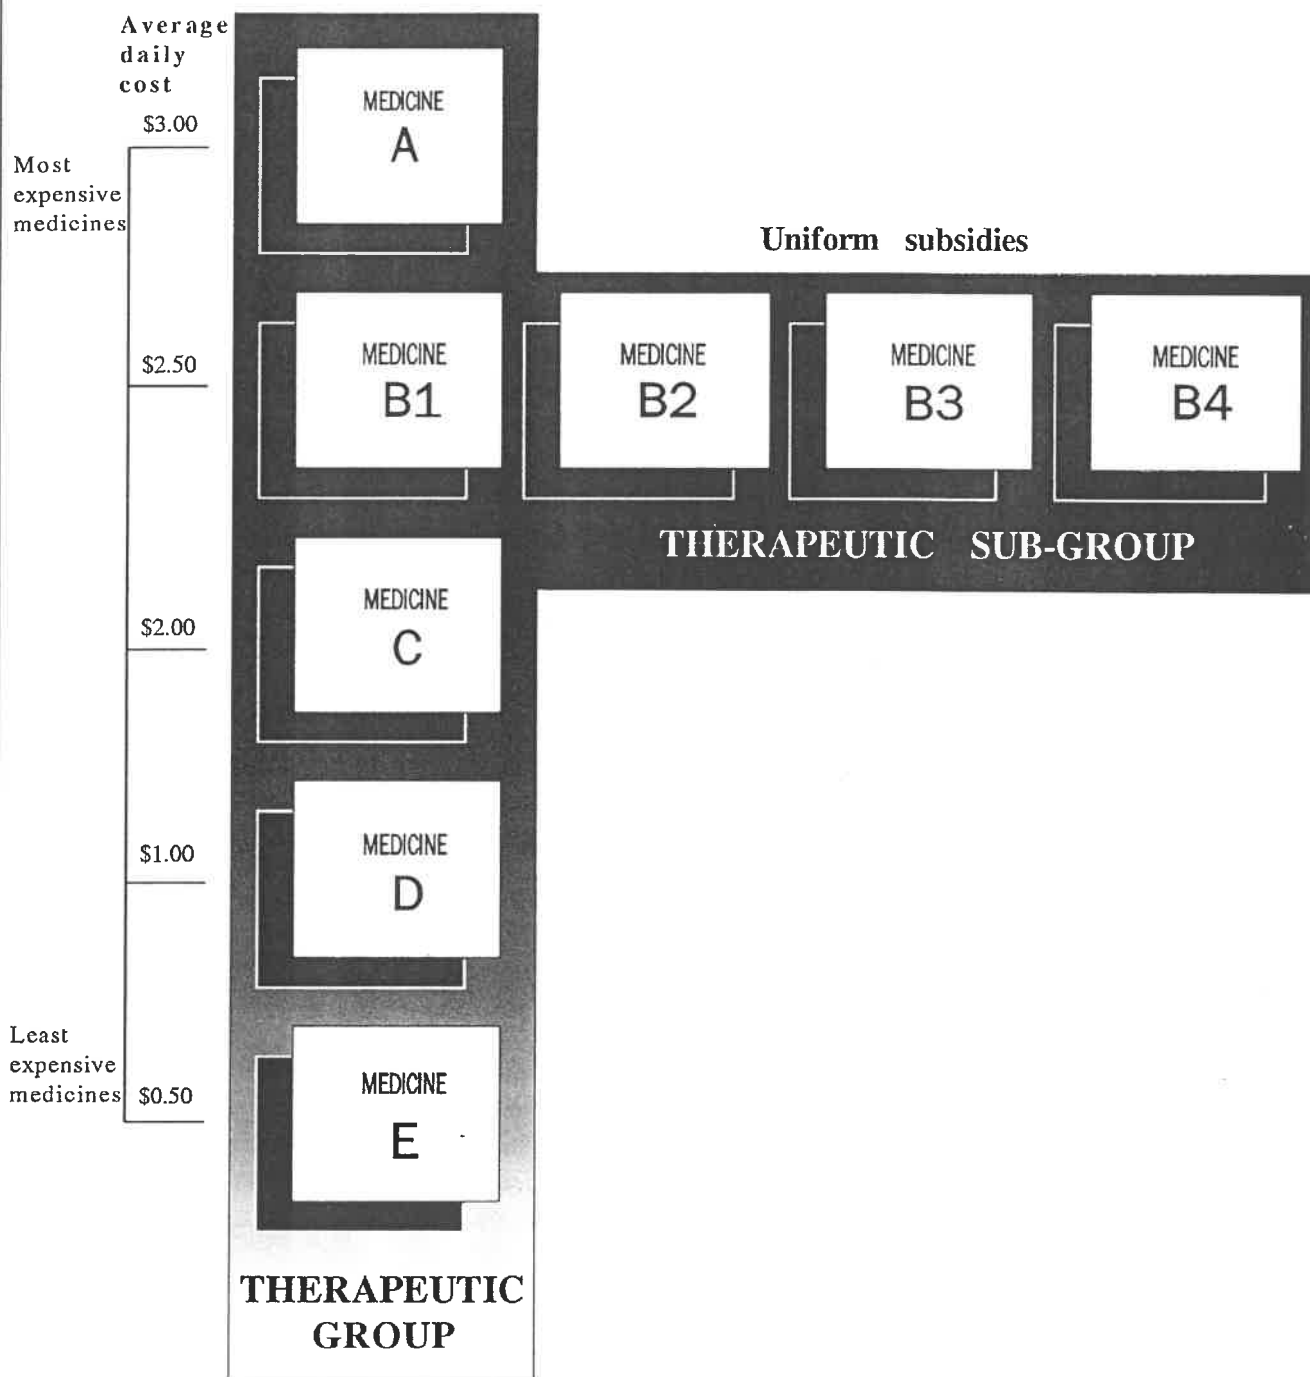 Average
daily
cost
$3.00
Most
expensive
medicines
MEDICINE
A
Uniform subsidies
$2.50
MEDICINE
B1
MEDICINE
B2
MEDICINE
B3
MEDICINE
B4
THERAPEUTIC SUB-GROUP
$2.00
MEDICINE
C
$1.00
MEDICINE
D
Least
expensive
medicines
$0.50
MEDICINE
E
THERAPEUTIC
GROUP